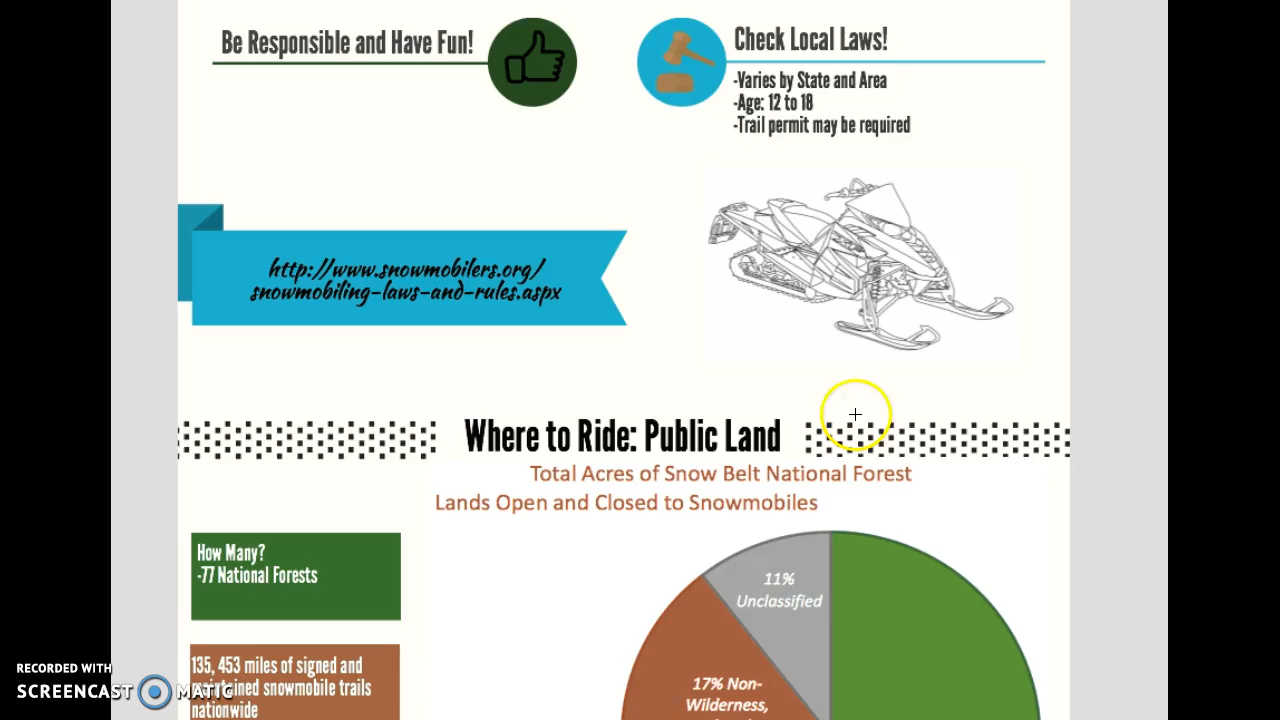 Be Responsible and Have Fun!
Check Local Laws!
-Varies by State and Area
-Age: 12 to 18
-Trail permit may be required
http://www.snowmobilers.org/
snowmobiling-laws-and-rules.aspx
Where to Ride: Public Land
Total Acres of Snow Belt National Forest
Lands Open and Closed to Snowmobiles
How Many?
-77 National Forests
11%
Unclassified
135, 453 miles of signed and
maintained snowmobile trails
nationwide
17% Non-
Wilderness,
RECORDED WITH
SCREENCAST MATIC